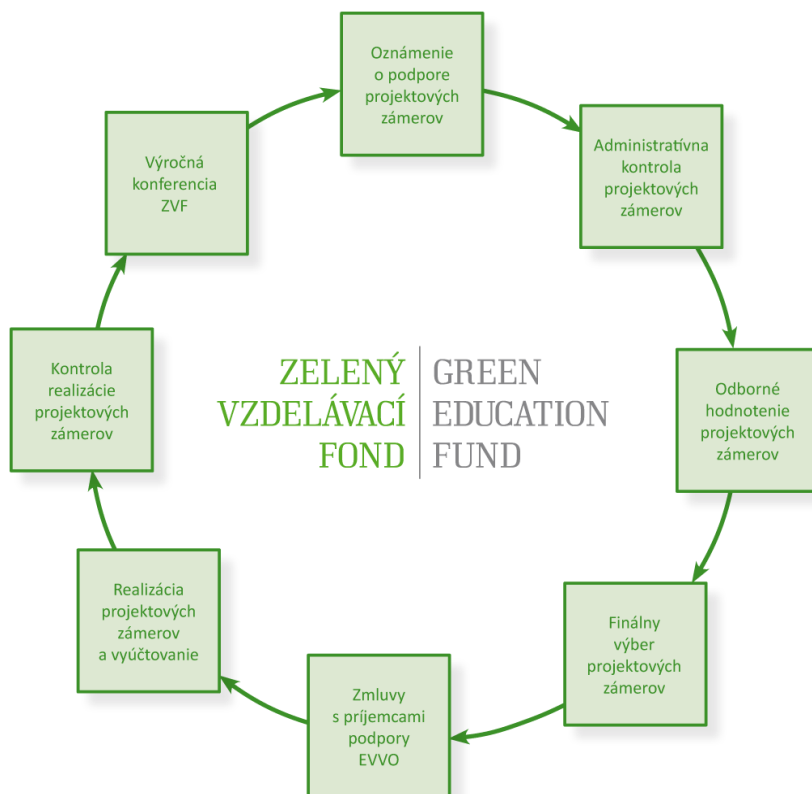 Oznámenie
o podpore
projektových
zámerov
Administratívna
kontrola
projektových
zámerov
Odborné
hodnotenie
projektových
zámerov
Finálny
výber
projektových
zámerov
Zmluvy
s príjemcami
podpory
EVVO
Realizácia
projektových
zámerov
a vyúčtovanie
Kontrola
realizácie
projektových
zámerov
Výročná
konferencia
ZVF
ZELENÝ
VZDELÁVACÍ
FOND
GREEN
EDUCATION
FUND